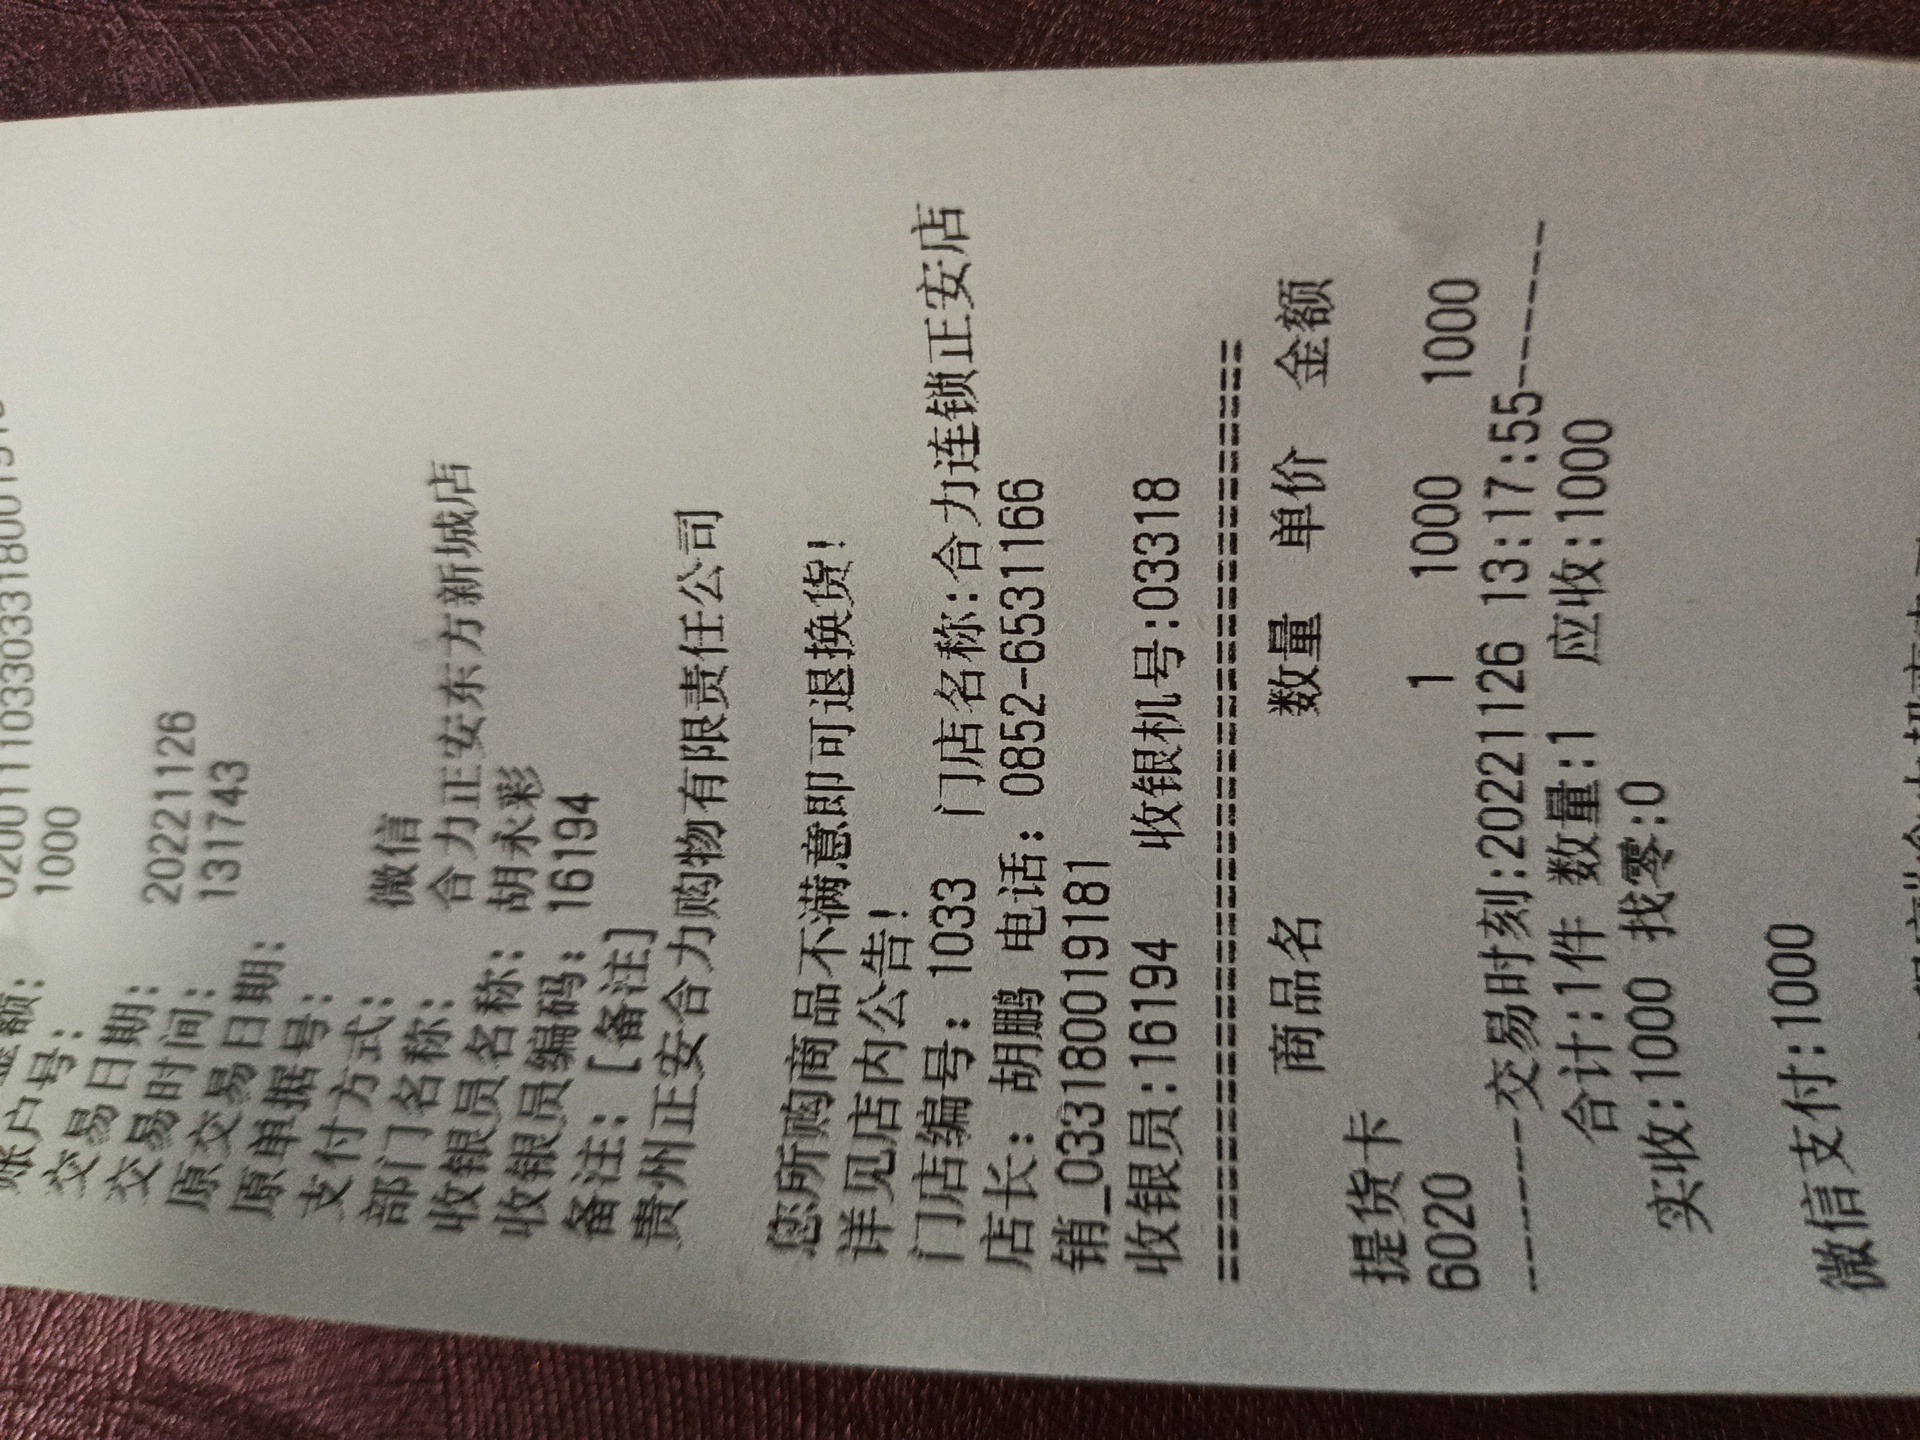 账户号：
1000
交易日期： 20221126
交易时间： 131743
原交易日期：
原单据号：
支付方式： 微信
部门名称： 合力正安东方新城店
收银员名称： 胡永彩
收银员编码： 16194
备注： [备注]
贵州正安合力购物有限责任公司
您所购商品不满意即可退换货!
详见店内公告!
门店编号: 1033 门店名称:合力连锁正安店
店长: 胡鹏 电话: 0852-6531166
销_033180019181
收银员:16194 收银机号:03318
商品名 数量 单价 金额
提货卡
6020 1 1000 1000
--------交易时刻:20221126 13:17:55--------
合计:1件 数量:1 应收:1000
实收:1000 找零:0
微信支付:1000